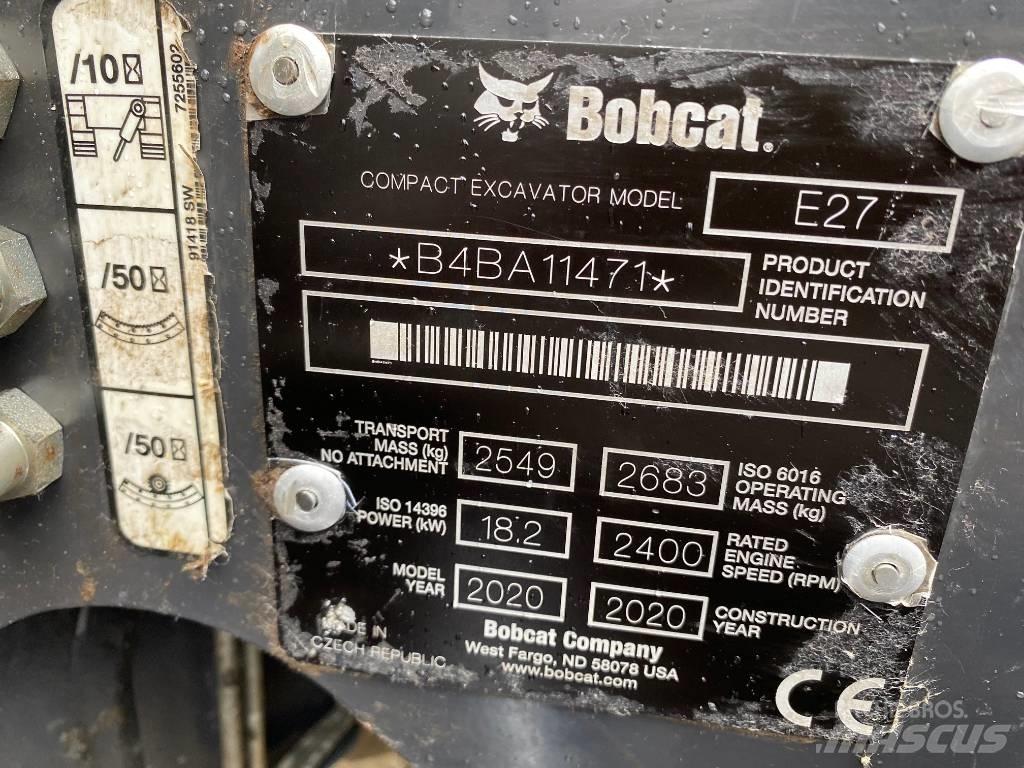 /10
7255602
91418 SW
/50
/50
Bobcat.
COMPACT EXCAVATOR MODEL E27
*B4BA11471*
PRODUCT
IDENTIFICATION
NUMBER
TRANSPORT
MASS (kg)
NO ATTACHMENT
2549
2683
ISO 6016
OPERATING
MASS (kg)
ISO 14396
POWER (kW)
18.2
2400
RATED
ENGINE
SPEED (RPM)
MODEL
YEAR
2020
2020
CONSTRUCTION
YEAR
MADE IN
CZECH REPUBLIC
Bobcat Company
West Fargo, ND 58078 USA
www.bobcat.com
CE
BROS.
MASCUS